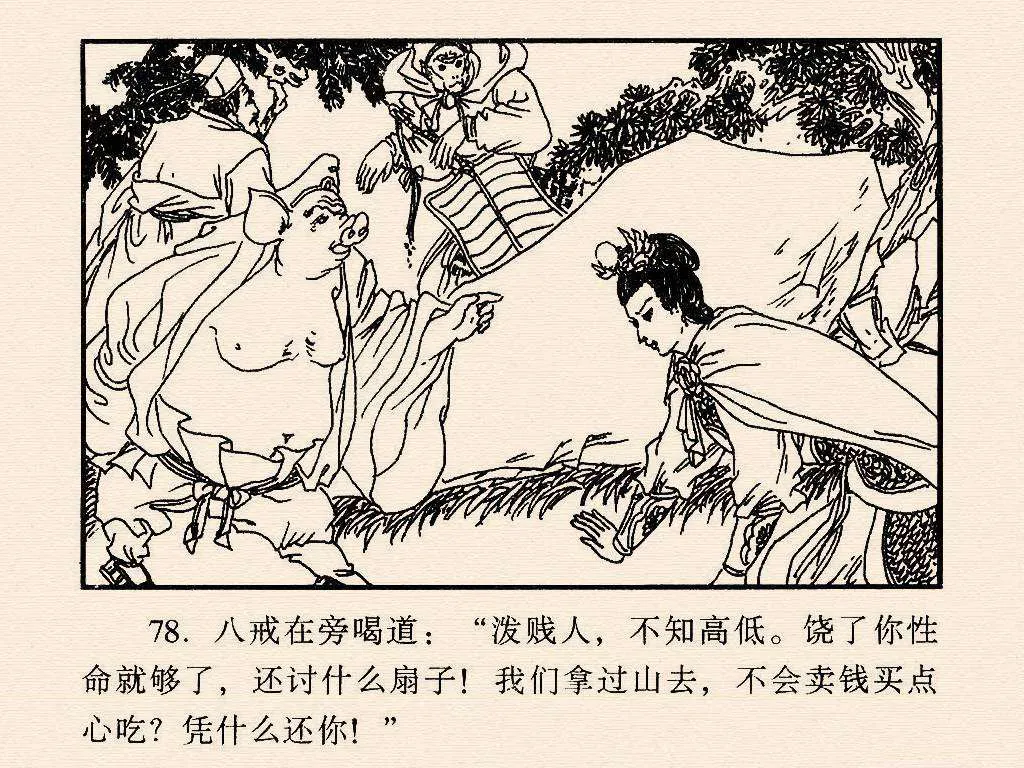 78. 八戒在旁喝道：“泼贱人，不知高低。饶了你性
命就够了，还讨什么扇子！我们拿过山去，不会卖钱买点
心吃？凭什么还你！”